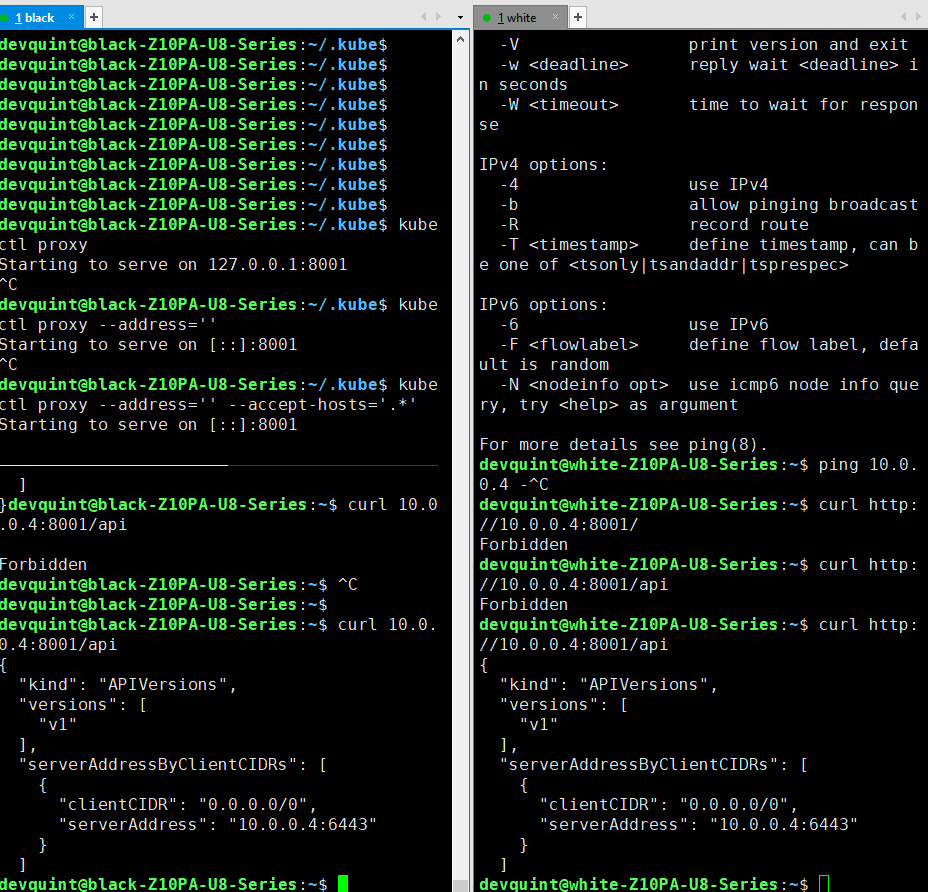 1 black × +
devquint@black-Z10PA-U8-Series:~/.kube$
devquint@black-Z10PA-U8-Series:~/.kube$
devquint@black-Z10PA-U8-Series:~/.kube$
devquint@black-Z10PA-U8-Series:~/.kube$
devquint@black-Z10PA-U8-Series:~/.kube$
devquint@black-Z10PA-U8-Series:~/.kube$
devquint@black-Z10PA-U8-Series:~/.kube$
devquint@black-Z10PA-U8-Series:~/.kube$
devquint@black-Z10PA-U8-Series:~/.kube$
devquint@black-Z10PA-U8-Series:~/.kube$ kube
ctl proxy
Starting to serve on 127.0.0.1:8001
^C
devquint@black-Z10PA-U8-Series:~/.kube$ kube
ctl proxy --address=''
Starting to serve on [::]:8001
^C
devquint@black-Z10PA-U8-Series:~/.kube$ kube
ctl proxy --address='' --accept-hosts='.*'
Starting to serve on [::]:8001
  ]
}devquint@black-Z10PA-U8-Series:~$ curl 10.0
.0.4:8001/api
Forbidden
devquint@black-Z10PA-U8-Series:~$ ^C
devquint@black-Z10PA-U8-Series:~$
devquint@black-Z10PA-U8-Series:~$ curl 10.0.
0.4:8001/api
{
  "kind": "APIVersions",
  "versions": [
    "v1"
  ],
  "serverAddressByClientCIDRs": [
    {
      "clientCIDR": "0.0.0.0/0",
      "serverAddress": "10.0.0.4:6443"
    }
  ]
devquint@black-Z10PA-U8-Series:~$
1 white × +
  -V                 print version and exit
  -w <deadline>      reply wait <deadline> i
n seconds
  -W <timeout>       time to wait for respon
se
IPv4 options:
  -4                 use IPv4
  -b                 allow pinging broadcast
  -R                 record route
  -T <timestamp>     define timestamp, can b
e one of <tsonly|tsandaddr|tsprespec>
IPv6 options:
  -6                 use IPv6
  -F <flowlabel>     define flow label, defa
ult is random
  -N <nodeinfo opt>  use icmp6 node info que
ry, try <help> as argument
For more details see ping(8).
devquint@white-Z10PA-U8-Series:~$ ping 10.0.
0.4 -^C
devquint@white-Z10PA-U8-Series:~$ curl http:
//10.0.0.4:8001/
Forbidden
devquint@white-Z10PA-U8-Series:~$ curl http:
//10.0.0.4:8001/api
Forbidden
devquint@white-Z10PA-U8-Series:~$ curl http:
//10.0.0.4:8001/api
{
  "kind": "APIVersions",
  "versions": [
    "v1"
  ],
  "serverAddressByClientCIDRs": [
    {
      "clientCIDR": "0.0.0.0/0",
      "serverAddress": "10.0.0.4:6443"
    }
  ]
devquint@white-Z10PA-U8-Series:~$